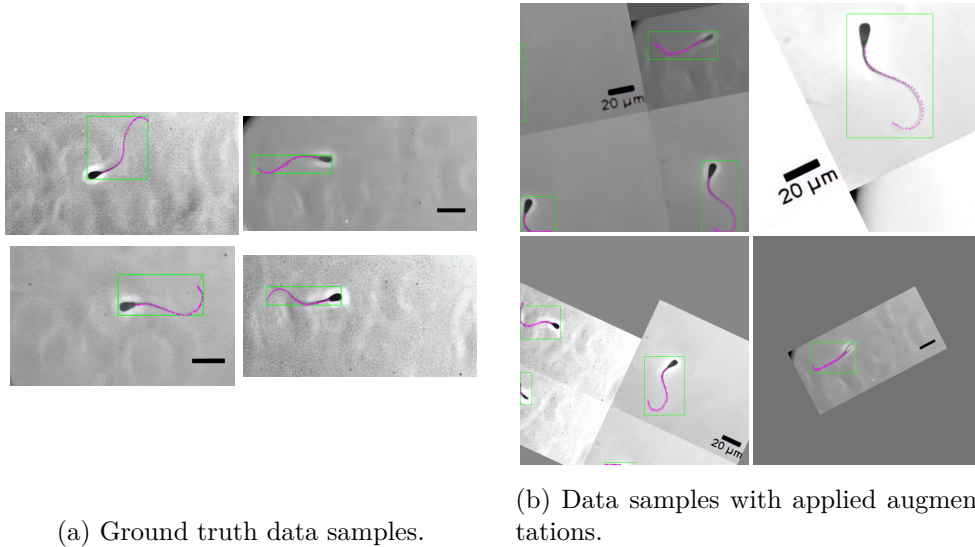 20 µm
20 µm
20 µm
(a) Ground truth data samples.
(b) Data samples with applied augmen-
tations.